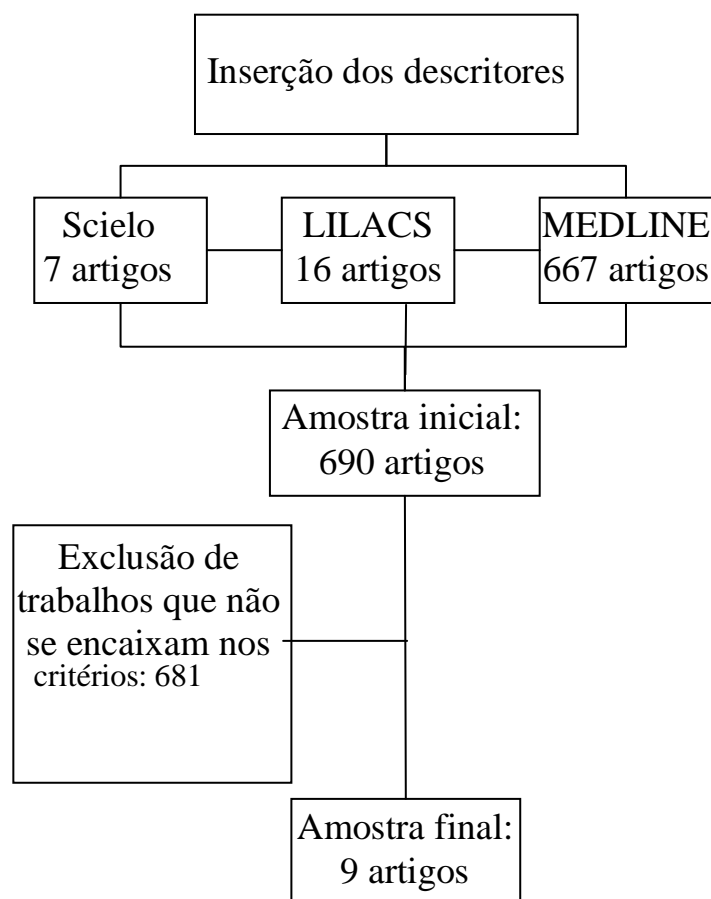 Inserção dos descritores
Scielo
7 artigos
LILACS
16 artigos
MEDLINE
667 artigos
Amostra inicial:
690 artigos
Exclusão de
trabalhos que não
se encaixam nos
critérios: 681
Amostra final:
9 artigos